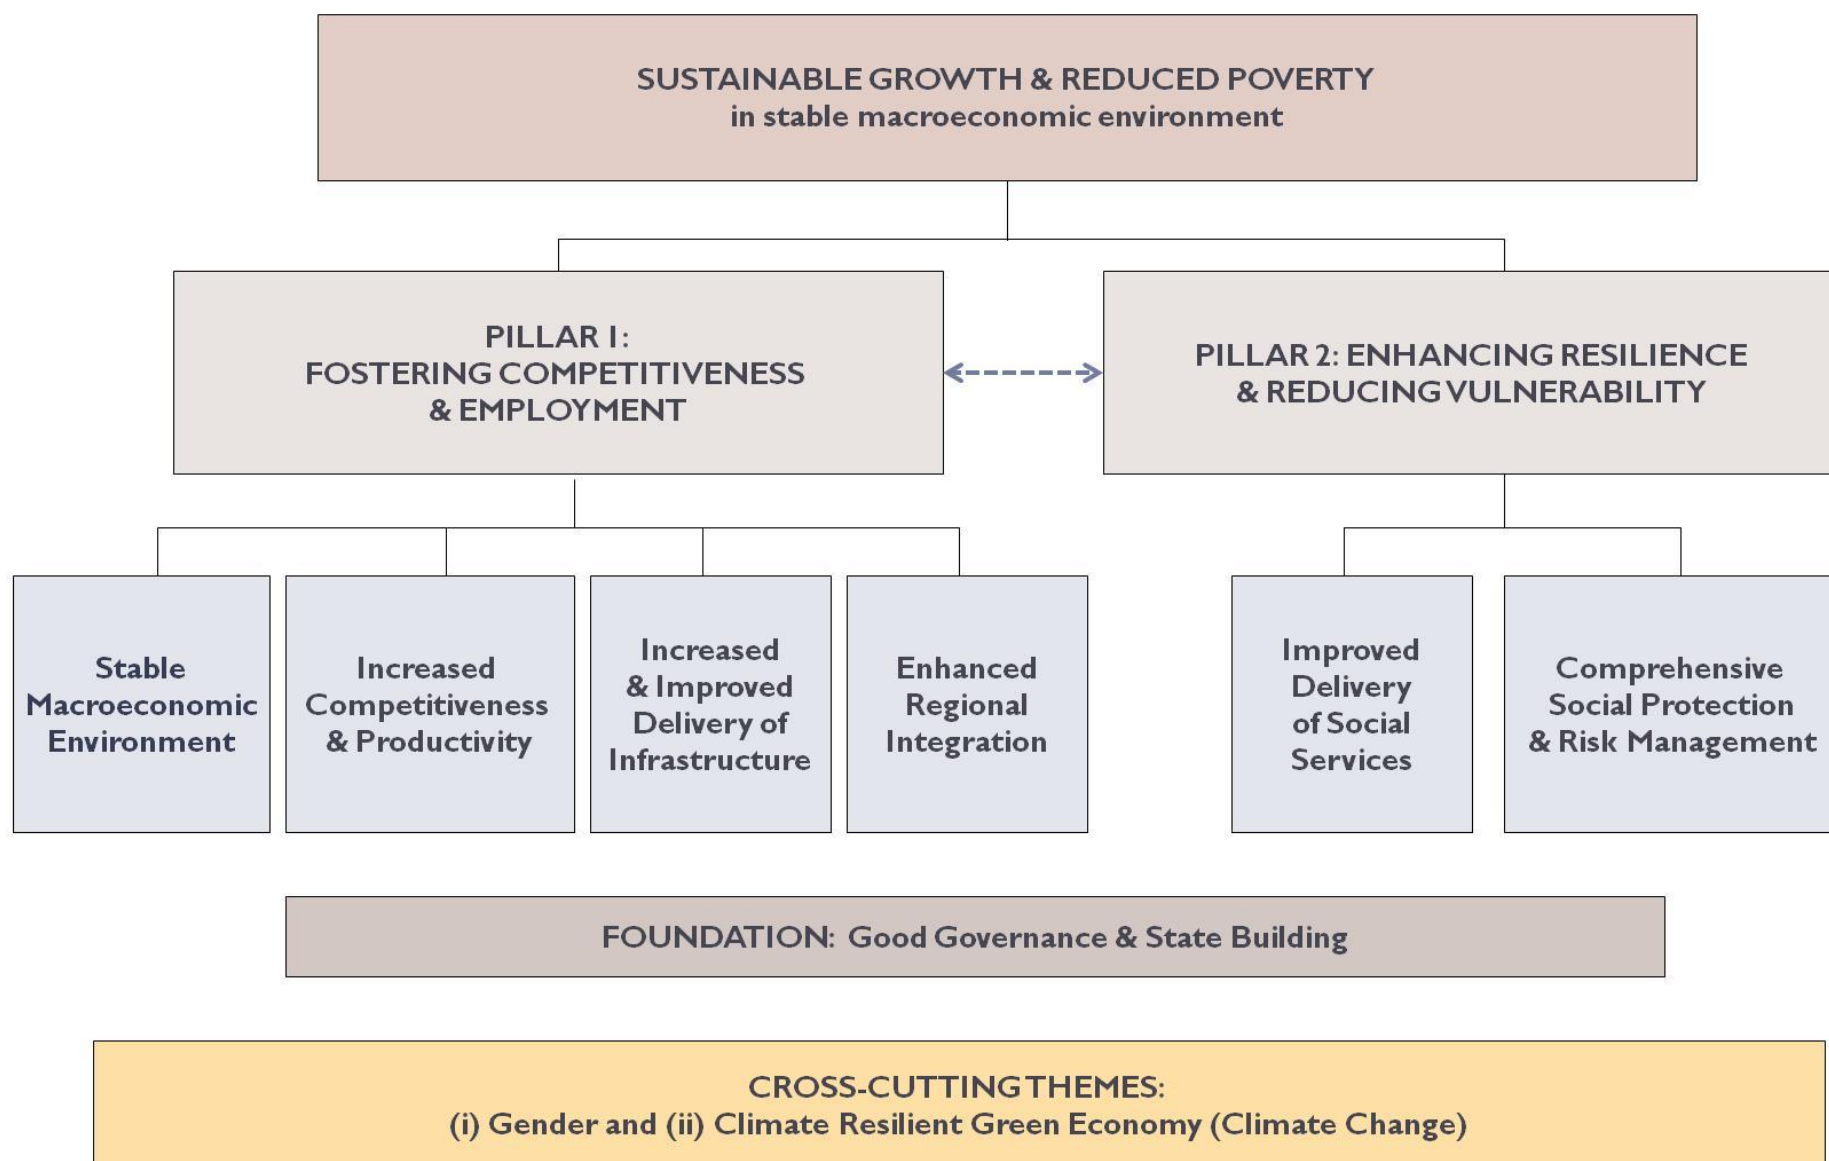 SUSTAINABLE GROWTH & REDUCED POVERTY
in stable macroeconomic environment
PILLAR I:
FOSTERING COMPETITIVENESS
& EMPLOYMENT
PILLAR 2: ENHANCING RESILIENCE
& REDUCING VULNERABILITY
Stable
Macroeconomic
Environment
Increased
Competitiveness
& Productivity
Increased
& Improved
Delivery of
Infrastructure
Enhanced
Regional
Integration
Improved
Delivery
of Social
Services
Comprehensive
Social Protection
& Risk Management
FOUNDATION: Good Governance & State Building
CROSS-CUTTING THEMES:
(i) Gender and (ii) Climate Resilient Green Economy (Climate Change)